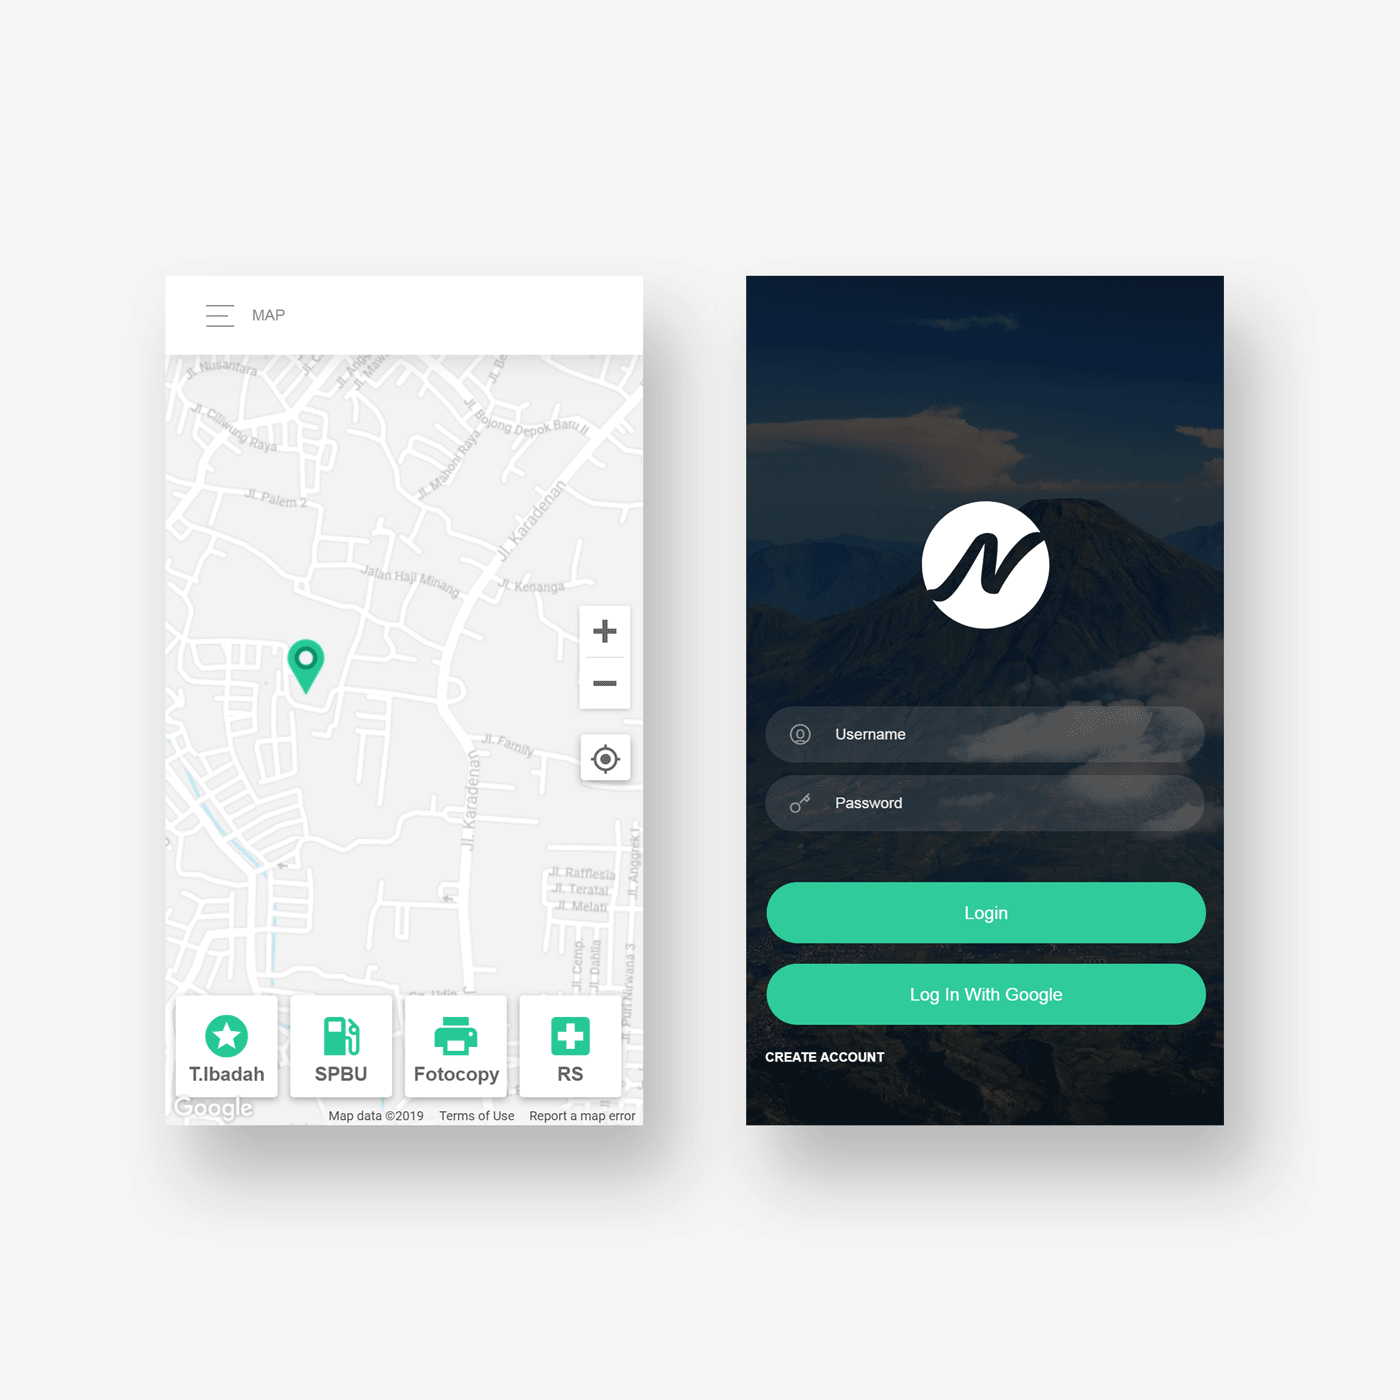 MAP
Jl. Nusantara
Jl. Ciliwung Raya
Jl. Bojong Depok Batu
Jl. Mahoni Raya
Jl. Palem 2
Jl. Karadenan
Jalan Haji Minang
Jl. Kenanga
Jl. Family
Jl. Karadenan
Jl. Rafflesia
Jl. Teratai
Jl. Melati
Jl. Anggrek
Jl. Cemp.
Jl. Dahlia
Jl. Puri Nirwana 3
T.Ibadah
SPBU
Fotocopy
RS
Google
Map data ©2019 Terms of Use Report a map error
N
Username
Password
Login
Log In With Google
CREATE ACCOUNT